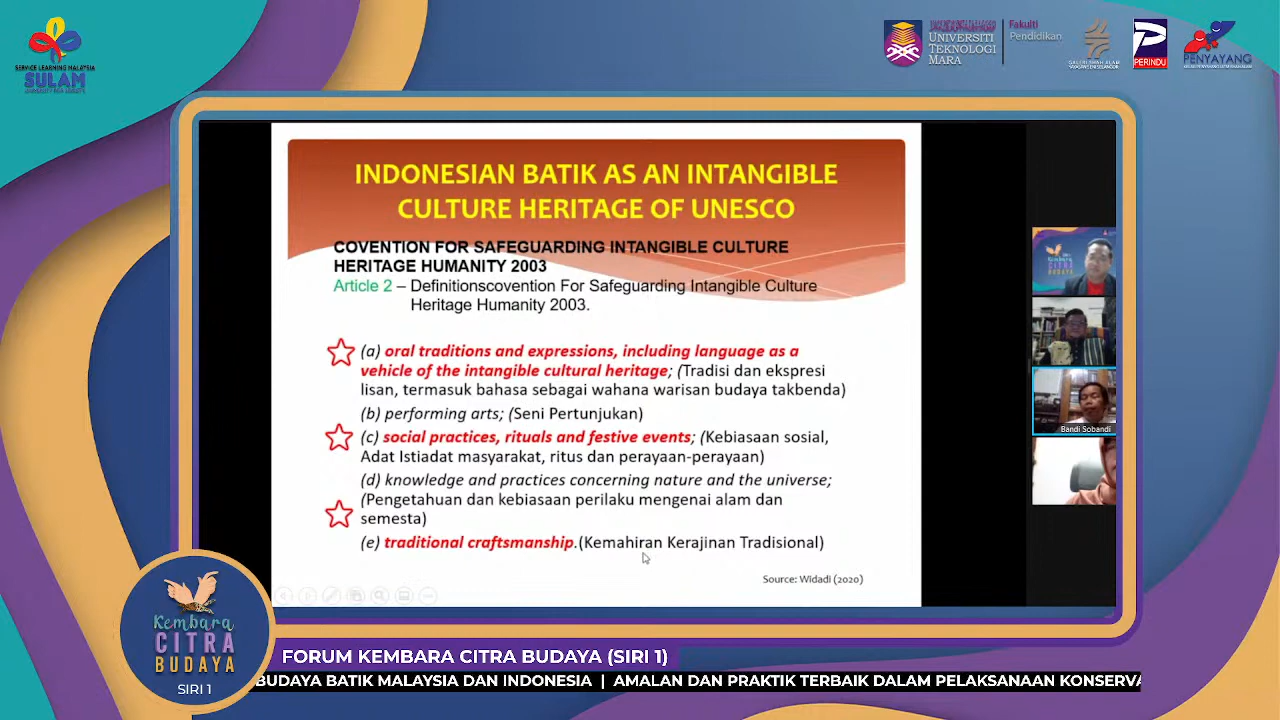 SERVICE LEARNING MALAYSIA
SULAM
UNIVERSITI TEKNOLOGI MARA
Fakulti
Pendidikan
PERINDU
PENYAYANG
INDONESIAN BATIK AS AN INTANGIBLE
CULTURE HERITAGE OF UNESCO
COVENTION FOR SAFEGUARDING INTANGIBLE CULTURE
HERITAGE HUMANITY 2003
Article 2 – Definitionscovention For Safeguarding Intangible Culture
Heritage Humanity 2003.
(a) oral traditions and expressions, including language as a
vehicle of the intangible cultural heritage; (Tradisi dan ekspresi
lisan, termasuk bahasa sebagai wahana warisan budaya takbenda)
(b) performing arts; (Seni Pertunjukan)
(c) social practices, rituals and festive events; (Kebiasaan sosial,
Adat Istiadat masyarakat, ritus dan perayaan-perayaan)
(d) knowledge and practices concerning nature and the universe;
(Pengetahuan dan kebiasaan perilaku mengenai alam dan
semesta)
(e) traditional craftsmanship.(Kemahiran Kerajinan Tradisional)
Source: Widadi (2020)
Kembara
CITRA
BUDAYA
Bandi Sobandi
Kembara
CITRA
BUDAYA
SIRI 1
FORUM KEMBARA CITRA BUDAYA (SIRI 1)
BUDAYA BATIK MALAYSIA DAN INDONESIA | AMALAN DAN PRAKTIK TERBAIK DALAM PELAKSANAAN KONSERVA